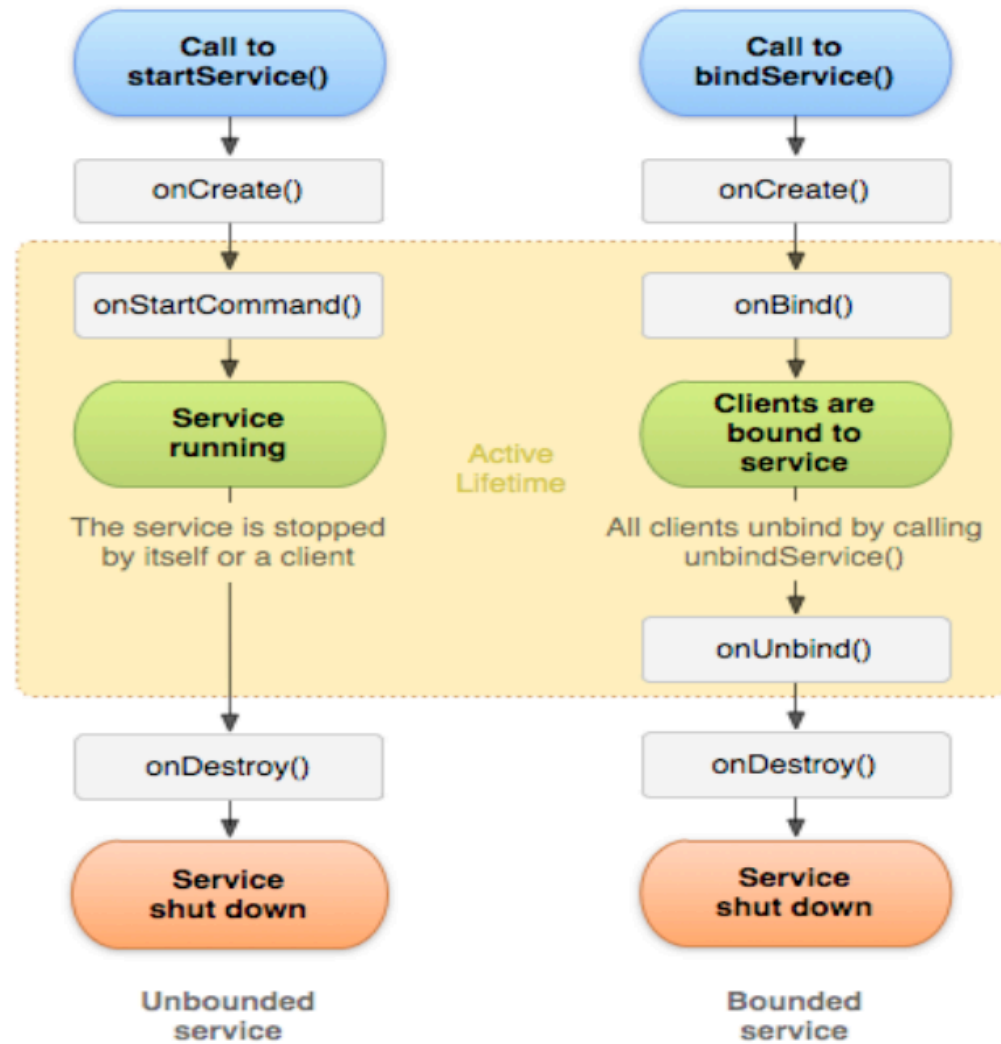 Call to
startService()
onCreate()
onStartCommand()
Service
running
The service is stopped
by itself or a client
onDestroy()
Service
shut down
Unbounded
service
Active
Lifetime
Call to
bindService()
onCreate()
onBind()
Clients are
bound to
service
All clients unbind by calling
unbindService()
onUnbind()
onDestroy()
Service
shut down
Bounded
service